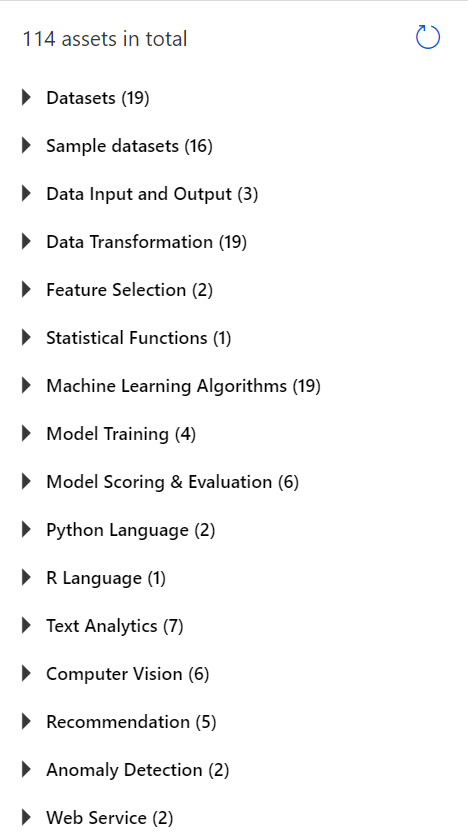 114 assets in total
Datasets (19)
Sample datasets (16)
Data Input and Output (3)
Data Transformation (19)
Feature Selection (2)
Statistical Functions (1)
Machine Learning Algorithms (19)
Model Training (4)
Model Scoring & Evaluation (6)
Python Language (2)
R Language (1)
Text Analytics (7)
Computer Vision (6)
Recommendation (5)
Anomaly Detection (2)
Web Service (2)